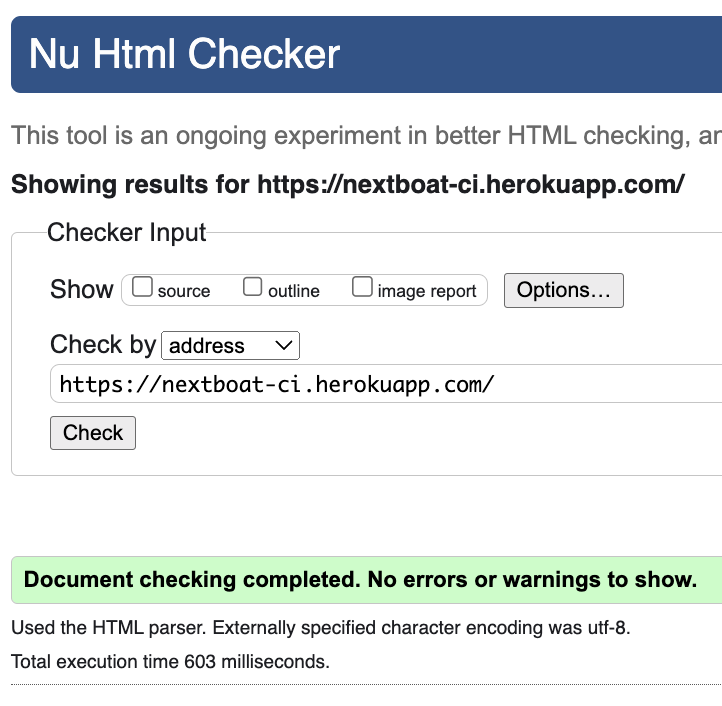 Nu Html Checker
This tool is an ongoing experiment in better HTML checking,
Showing results for https://nextboat-ci.herokuapp.com/
Checker Input
Show source outline image report Options...
Check by address
https://nextboat-ci.herokuapp.com/
Check
Document checking completed. No errors or warnings to show.
Used the HTML parser. Externally specified character encoding was utf-8.
Total execution time 603 milliseconds.